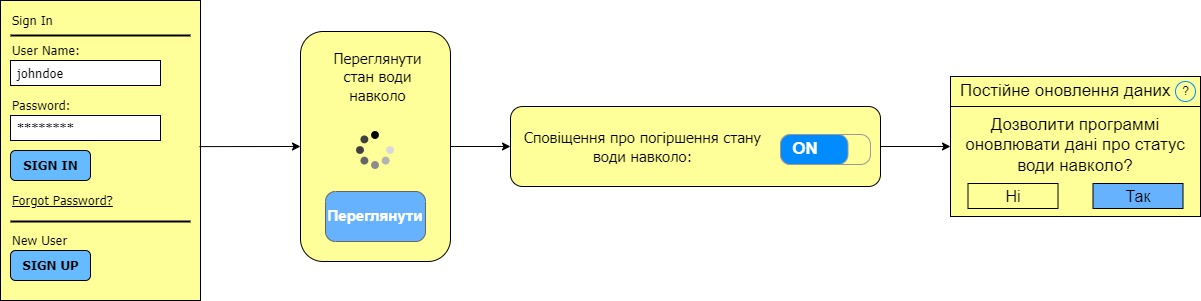 Sign In
User Name:
johndoe
Password:
********
SIGN IN
Forgot Password?
New User
SIGN UP
Переглянути
стан води
навколо
Переглянути
Сповіщення про погіршення стану
води навколо:
ON
Постійне оновлення даних ?
Дозволити программі
оновлювати дані про статус
води навколо?
Ні
Так